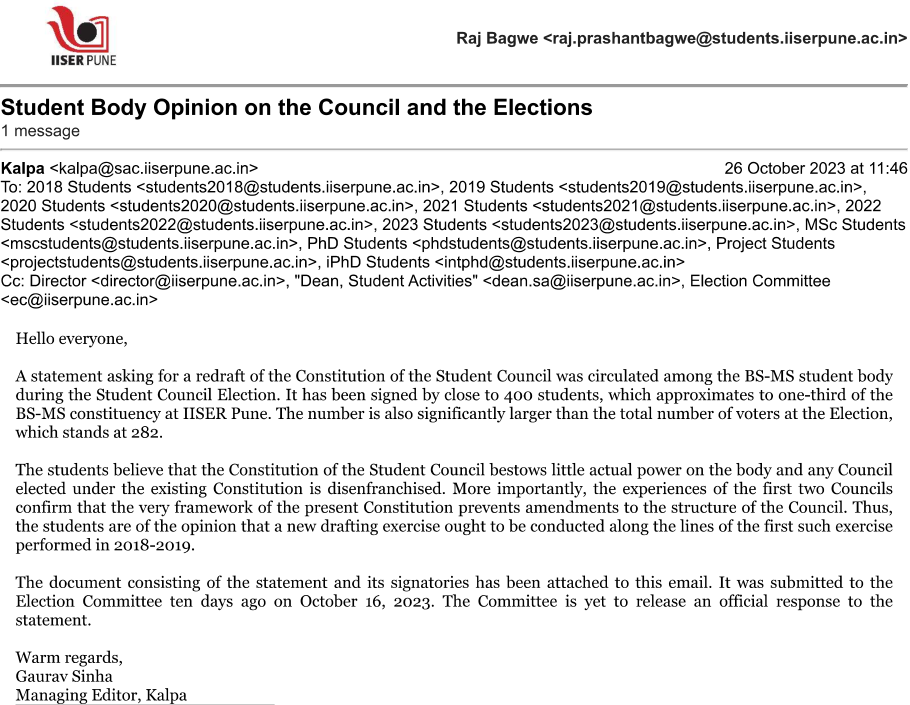 IISER PUNE
Raj Bagwe <raj.prashantbagwe@students.iiserpune.ac.in>
Student Body Opinion on the Council and the Elections
1 message
Kalpa <kalpa@sac.iiserpune.ac.in> 26 October 2023 at 11:46
To: 2018 Students <students2018@students.iiserpune.ac.in>, 2019 Students <students2019@students.iiserpune.ac.in>,
2020 Students <students2020@students.iiserpune.ac.in>, 2021 Students <students2021@students.iiserpune.ac.in>, 2022
Students <students2022@students.iiserpune.ac.in>, 2023 Students <students2023@students.iiserpune.ac.in>, MSc Students
<mscstudents@students.iiserpune.ac.in>, PhD Students <phdstudents@students.iiserpune.ac.in>, Project Students
<projectstudents@students.iiserpune.ac.in>, iPhD Students <intphd@students.iiserpune.ac.in>
Cc: Director <director@iiserpune.ac.in>, "Dean, Student Activities" <dean.sa@iiserpune.ac.in>, Election Committee
<ec@iiserpune.ac.in>
Hello everyone,
A statement asking for a redraft of the Constitution of the Student Council was circulated among the BS-MS student body
during the Student Council Election. It has been signed by close to 400 students, which approximates to one-third of the
BS-MS constituency at IISER Pune. The number is also significantly larger than the total number of voters at the Election,
which stands at 282.
The students believe that the Constitution of the Student Council bestows little actual power on the body and any Council
elected under the existing Constitution is disenfranchised. More importantly, the experiences of the first two Councils
confirm that the very framework of the present Constitution prevents amendments to the structure of the Council. Thus,
the students are of the opinion that a new drafting exercise ought to be conducted along the lines of the first such exercise
performed in 2018-2019.
The document consisting of the statement and its signatories has been attached to this email. It was submitted to the
Election Committee ten days ago on October 16, 2023. The Committee is yet to release an official response to the
statement.
Warm regards,
Gaurav Sinha
Managing Editor, Kalpa